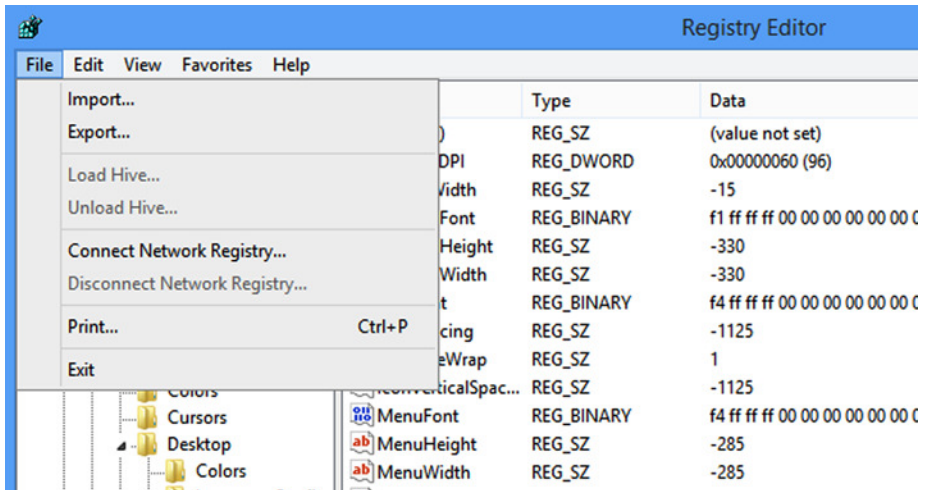 Registry Editor
File Edit View Favorites Help
Import...
Export...
Load Hive...
Unload Hive...
Connect Network Registry...
Disconnect Network Registry...
Print... Ctrl+P
Exit
Type Data
) REG_SZ (value not set)
DPI REG_DWORD 0x00000060 (96)
Width REG_SZ -15
Font REG_BINARY f1 ff ff ff 00 00 00 00 00 00 0
Height REG_SZ -330
Width REG_SZ -330
t REG_BINARY f4 ff ff ff 00 00 00 00 00 00 0
cing REG_SZ -1125
eWrap REG_SZ 1
Colors IconVerticalSpac... REG_SZ -1125
Cursors MenuFont REG_BINARY f4 ff ff ff 00 00 00 00 00 00 0
Desktop MenuHeight REG_SZ -285
Colors MenuWidth REG_SZ -285